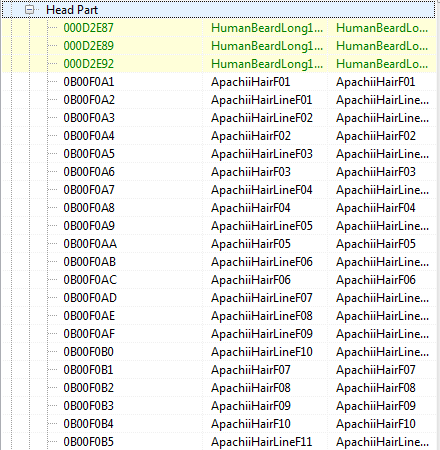 Head Part
000D2E87 HumanBeardLong1... HumanBeardLo...
000D2E89 HumanBeardLong1... HumanBeardLo...
000D2E92 HumanBeardLong1... HumanBeardLo...
0B00F0A1 ApachiiHairF01 ApachiiHairF01
0B00F0A2 ApachiiHairLineF01 ApachiiHairLine...
0B00F0A3 ApachiiHairLineF02 ApachiiHairLine...
0B00F0A4 ApachiiHairF02 ApachiiHairF02
0B00F0A5 ApachiiHairLineF03 ApachiiHairLine...
0B00F0A6 ApachiiHairF03 ApachiiHairF03
0B00F0A7 ApachiiHairLineF04 ApachiiHairLine...
0B00F0A8 ApachiiHairF04 ApachiiHairF04
0B00F0A9 ApachiiHairLineF05 ApachiiHairLine...
0B00F0AA ApachiiHairF05 ApachiiHairF05
0B00F0AB ApachiiHairLineF06 ApachiiHairLine...
0B00F0AC ApachiiHairF06 ApachiiHairF06
0B00F0AD ApachiiHairLineF07 ApachiiHairLine...
0B00F0AE ApachiiHairLineF08 ApachiiHairLine...
0B00F0AF ApachiiHairLineF09 ApachiiHairLine...
0B00F0B0 ApachiiHairLineF10 ApachiiHairLine...
0B00F0B1 ApachiiHairF07 ApachiiHairF07
0B00F0B2 ApachiiHairF08 ApachiiHairF08
0B00F0B3 ApachiiHairF09 ApachiiHairF09
0B00F0B4 ApachiiHairF10 ApachiiHairF10
0B00F0B5 ApachiiHairLineF11 ApachiiHairLine...